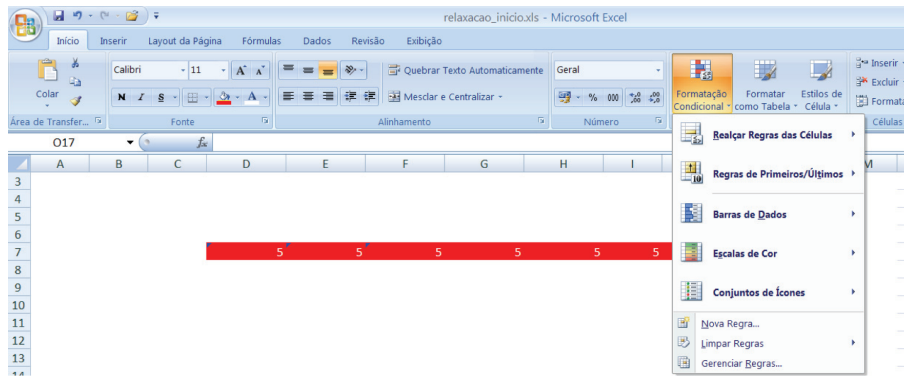 relaxacao_inicio.xls - Microsoft Excel
Início Inserir Layout da Página Fórmulas Dados Revisão Exibição
Colar
Calibri 11 A A
N I S A
Quebrar Texto Automaticamente
Mesclar e Centralizar
Geral
% 000 ,00 ,00
Formatação Condicional
Formatar como Tabela
Estilos de Célula
Inserir
Excluir
Formata
Área de Transfer... Fonte Alinhamento Número Células
O17 fx
A B C D E F G H I M
3
4
5
6
7 5 5 5 5 5 5
8
9
10
11
12
13
14
Realçar Regras das Células
Regras de Primeiros/Últimos
Barras de Dados
Escalas de Cor
Conjuntos de Ícones
Nova Regra...
Limpar Regras
Gerenciar Regras...